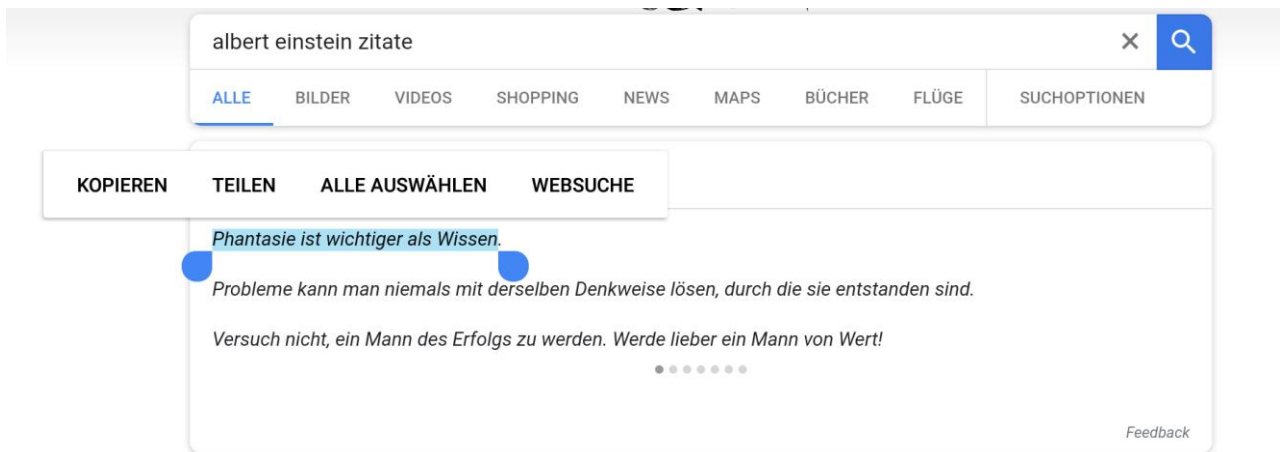 albert einstein zitate
ALLE BILDER VIDEOS SHOPPING NEWS MAPS BÜCHER FLÜGE SUCHOPTIONEN
KOPIEREN TEILEN ALLE AUSWÄHLEN WEBSUCHE
Phantasie ist wichtiger als Wissen.
Probleme kann man niemals mit derselben Denkweise lösen, durch die sie entstanden sind.
Versuch nicht, ein Mann des Erfolgs zu werden. Werde lieber ein Mann von Wert!
Feedback